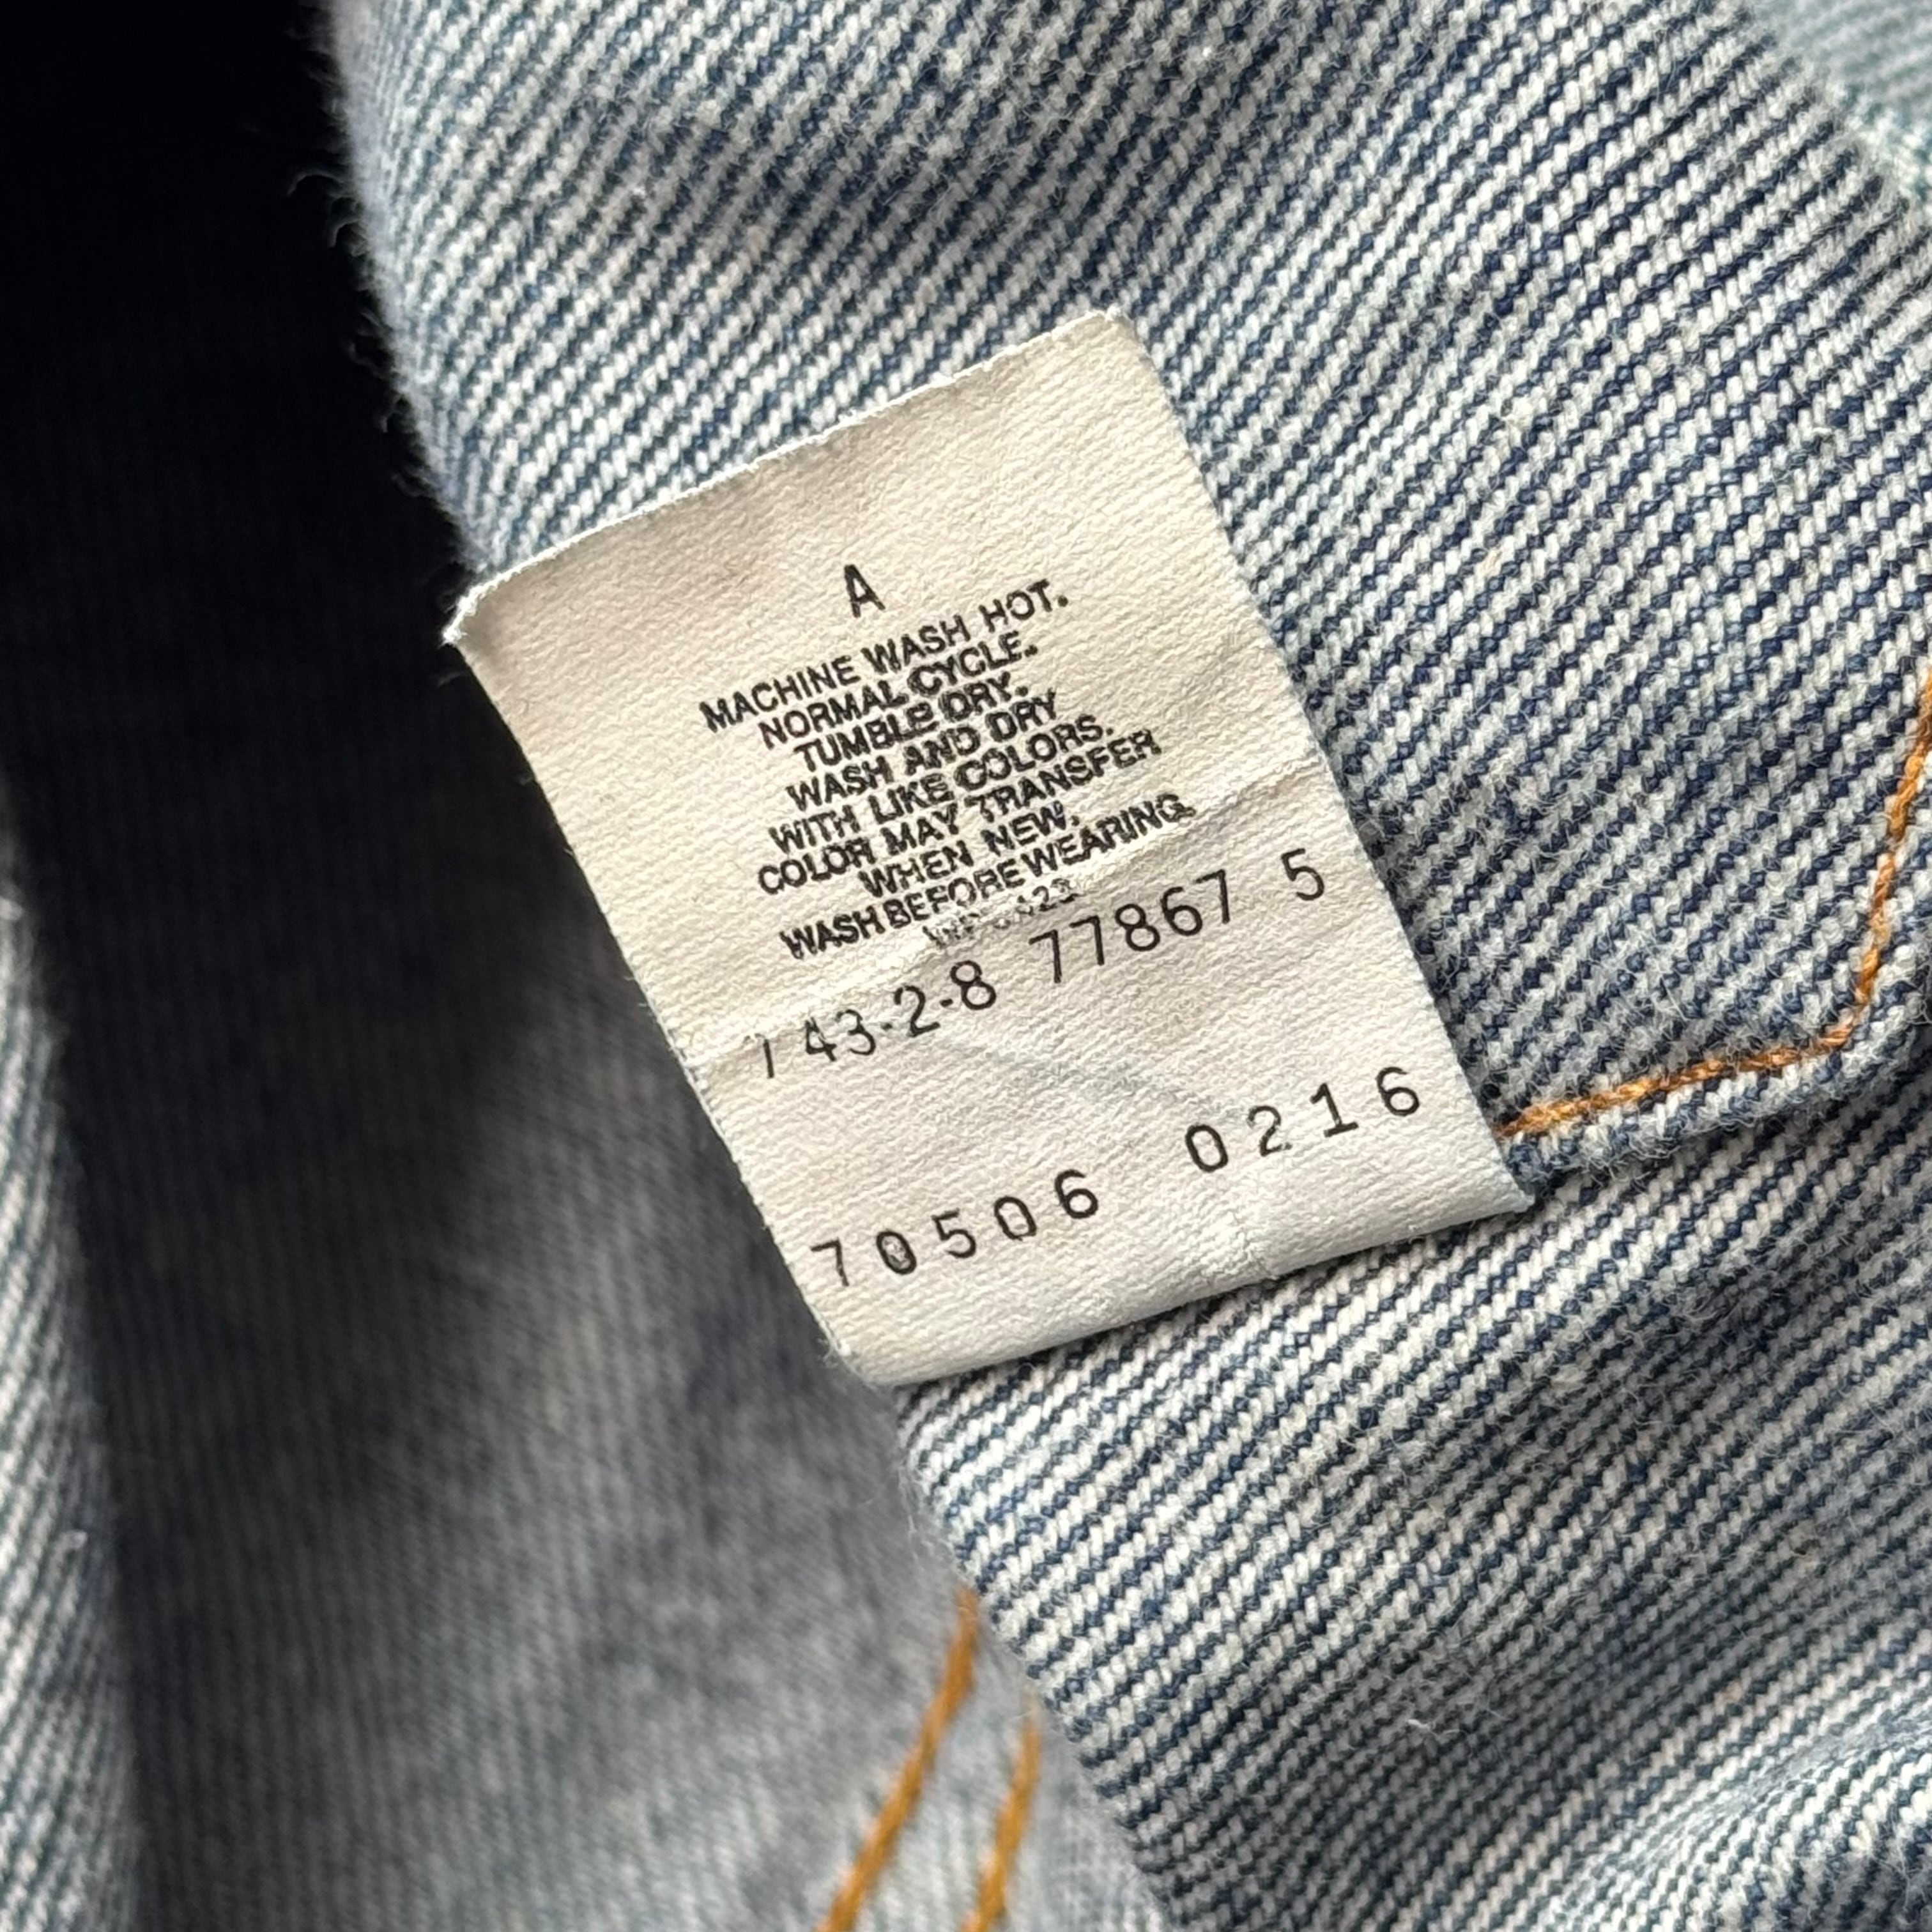 A
MACHINE WASH HOT.
NORMAL CYCLE.
TUMBLE DRY.
WASH AND DRY
WITH LIKE COLORS.
COLOR MAY TRANSFER
WHEN NEW.
WASH BEFORE WEARING.
43-2-8 77867 5
70506 0216